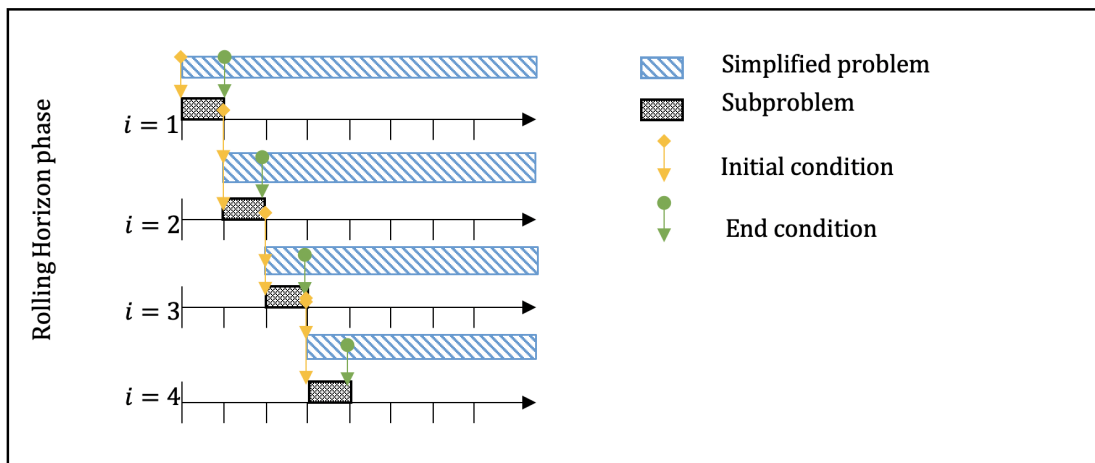 Rolling Horizon phase
i = 1
i = 2
i = 3
i = 4
Simplified problem
Subproblem
Initial condition
End condition